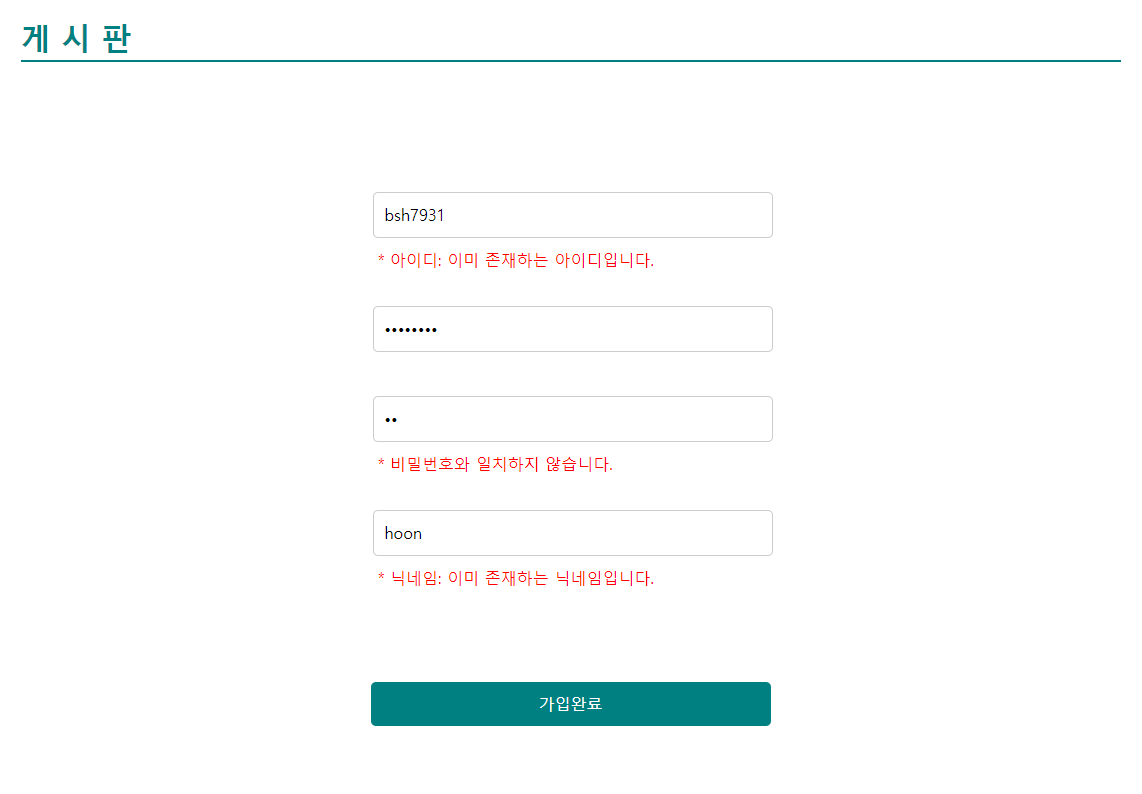 게 시 판
bsh7931
* 아이디: 이미 존재하는 아이디입니다.
••••••••
••
* 비밀번호와 일치하지 않습니다.
hoon
* 닉네임: 이미 존재하는 닉네임입니다.
가입완료